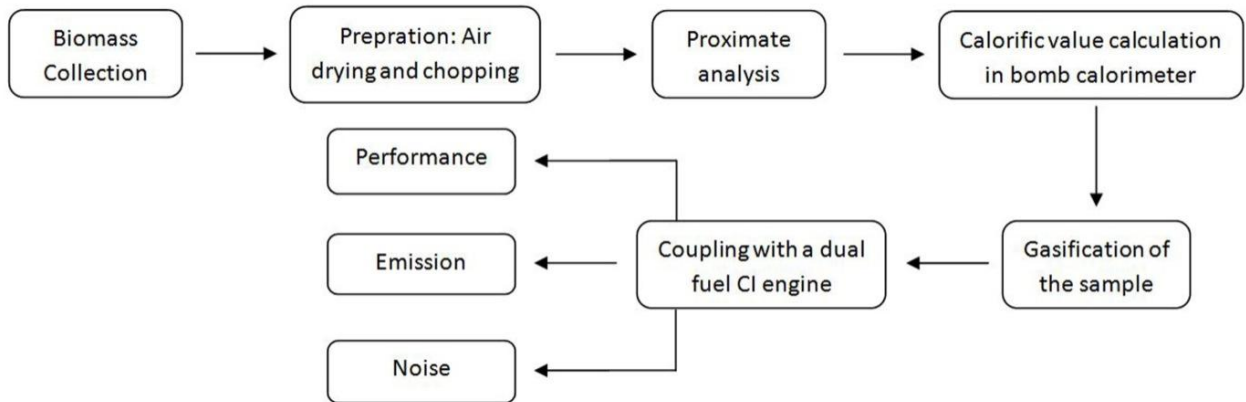 Biomass
Collection
Prepration: Air
drying and chopping
Proximate
analysis
Calorific value calculation
in bomb calorimeter
Performance
Emission
Noise
Coupling with a dual
fuel CI engine
Gasification of
the sample